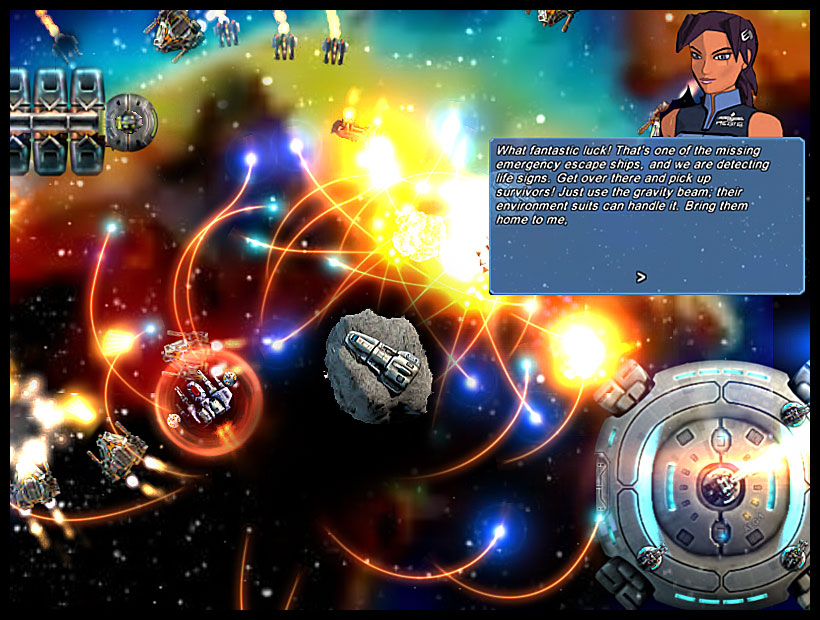 What fantastic luck! That's one of the missing
emergency escape ships, and we are detecting
life signs. Get over there and pick up
survivors! Just use the gravity beam; their
environment suits can handle it. Bring them
home to me,
>